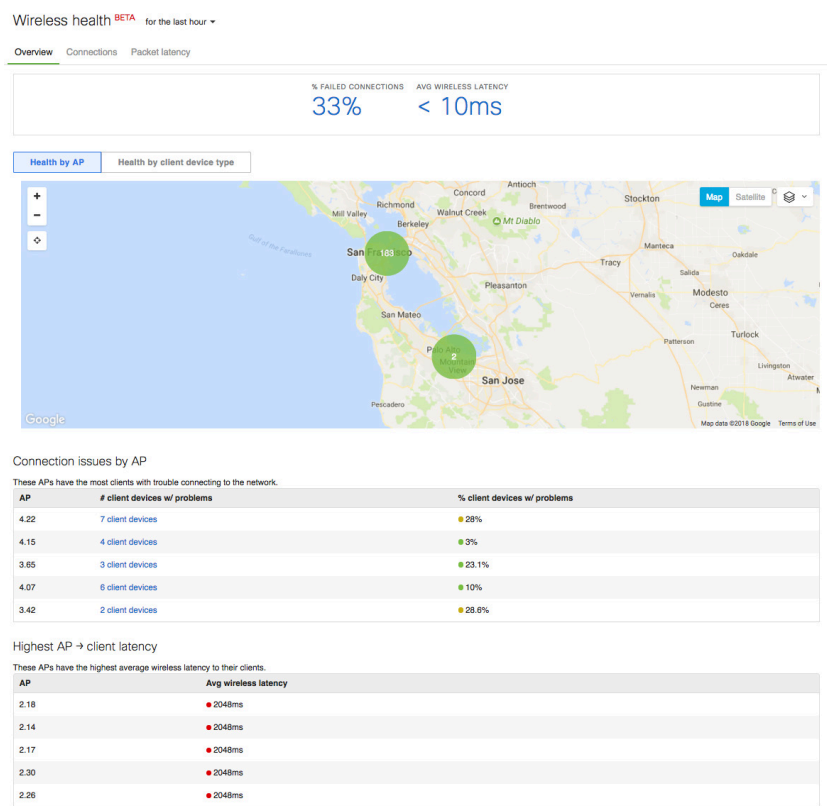 Wireless health BETA for the last hour
Overview Connections Packet latency
% FAILED CONNECTIONS AVG WIRELESS LATENCY
33% < 10ms
Health by AP Health by client device type
+
−
Map Satellite
Antioch
Concord
Stockton
Richmond
Brentwood
Mill Valley
Walnut Creek
Mt Diablo
Berkeley
Gulf of the Farallones
Manteca
San Francisco
Oakdale
Tracy
Salida
Daly City
Pleasanton
Vernalis
Modesto
Ceres
San Mateo
Turlock
Patterson
Palo Alto
2
Mountain View
Livingston
San Jose
Atwater
Newman
Pescadero
Gustine
Google
Map data ©2018 Google Terms of Use
Connection issues by AP
These APs have the most clients with trouble connecting to the network.
AP # client devices w/ problems % client devices w/ problems
4.22 7 client devices 28%
4.15 4 client devices 3%
3.65 3 client devices 23.1%
4.07 6 client devices 10%
3.42 2 client devices 28.6%
Highest AP → client latency
These APs have the highest average wireless latency to their clients.
AP Avg wireless latency
2.18 2048ms
2.14 2048ms
2.17 2048ms
2.30 2048ms
2.26 2048ms